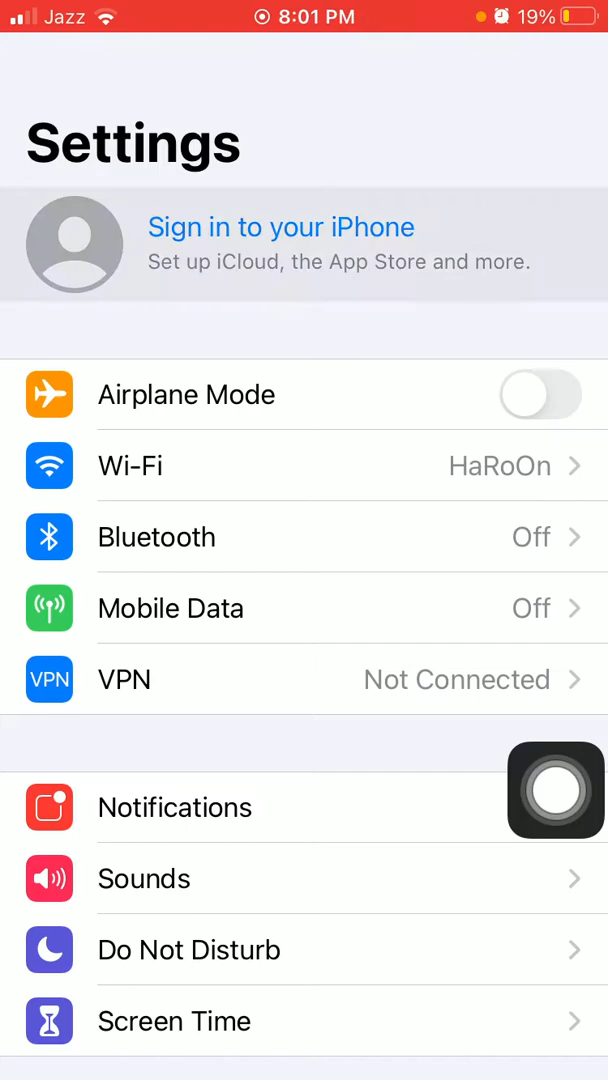 Jazz 8:01 PM 19%
Settings
Sign in to your iPhone
Set up iCloud, the App Store and more.
Airplane Mode
Wi-Fi HaRoOn
Bluetooth Off
Mobile Data Off
VPN VPN Not Connected
Notifications
Sounds
Do Not Disturb
Screen Time